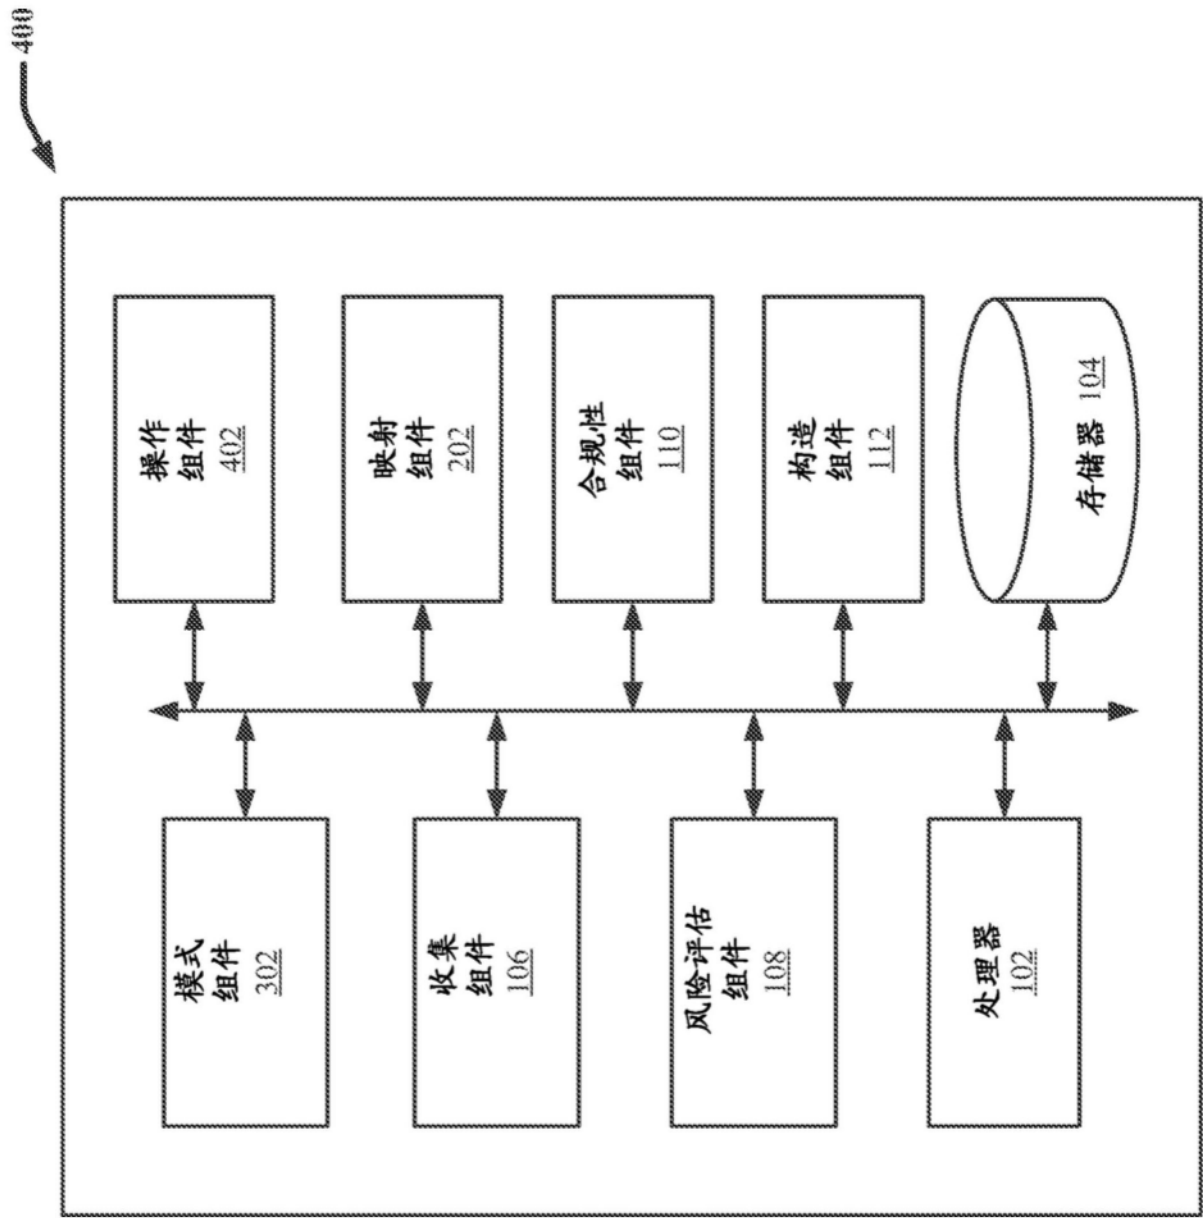 400
模式
组件
302
收集
组件
106
风险评估
组件
108
处理器
102
操作
组件
402
映射
组件
202
合规性
组件
110
构造
组件
112
存储器 104